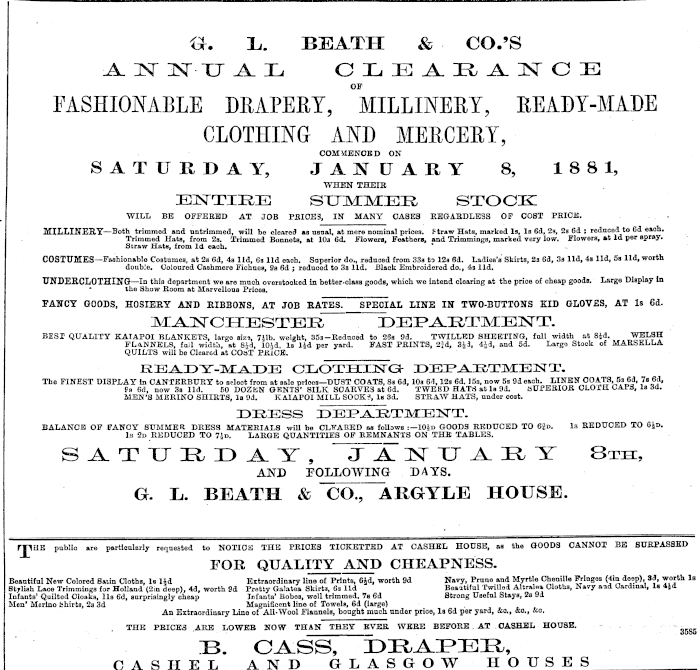 G. L. BEATH & CO.'S
ANNUAL CLEARANCE
OF
FASHIONABLE DRAPERY, MILLINERY, READY-MADE
CLOTHING AND MERCERY,
COMMENCED ON
SATURDAY, JANUARY 8, 1881,
WHEN THEIR
ENTIRE SUMMER STOCK
WILL BE OFFERED AT JOB PRICES, IN MANY CASES REGARDLESS OF COST PRICE.
MILLINERY—Both trimmed and untrimmed, will be cleared as usual, at mere nominal prices. Straw Hats, marked 1s, 1s 6d, 2s, 2s 6d; reduced to 6d each.
Trimmed Hats, from 2s. Trimmed Bonnets, at 10s 6d. Flowers, Feathers, and Trimmings, marked very low. Flowers, at 1d per spray.
Straw Hats, from 1d each.
COSTUMES—Fashionable Costumes, at 2s 6d, 4s 11d, 6s 11d each. Superior do., reduced from 33s to 12s 6d. Ladies's Skirts, 2s 6d, 3s 11d, 4s 11d, 5s 11d, worth
double. Coloured Cashmere Fichues, 9s 6d; reduced to 3s 11d. Black Embroidered do., 4s 11d.
UNDERCLOTHING—In this department we are much overstocked in better-class goods, which we intend clearing at the price of cheap goods. Large Display in
the Show Room at Marvellous Prices.
FANCY GOODS, HOSIERY AND RIBBONS, AT JOB RATES. SPECIAL LINE IN TWO-BUTTONS KID GLOVES, AT 1s 6d.
MANCHESTER DEPARTMENT.
BEST QUALITY KAIAPOI BLANKETS, large size, 7½lb. weight, 35s—Reduced to 26s 9d. TWILLED SHEETING, full width at 8½d. WELSH
FLANNELS, full width, at 8½d, 10½d, 1s 1½d per yard. FAST PRINTS, 2¾d, 3½d, 4½d, and 5d. Large Stock of MARSELLA
QUILTS will be Cleared at COST PRICE.
READY-MADE CLOTHING DEPARTMENT.
The FINEST DISPLAY in CANTERBURY to select from at sale prices—DUST COATS, 8s 6d, 10s 6d, 12s 6d, 15s, now 5s 9d each. LINEN COATS, 5s 6d, 7s 6d,
9s 6d, now 3s 11d. 50 DOZEN GENTS' SILK SCARVES at 6d. TWEED HATS at 1s 9d. SUPERIOR CLOTH CAPS, 1s 3d.
MEN'S MERINO SHIRTS, 1s 9d. KAIAPOI MILL SOCKS, 1s 3d. STRAW HATS, under cost.
DRESS DEPARTMENT.
BALANCE OF FANCY SUMMER DRESS MATERIALS will be CLEARED as follows:—10½D GOODS REDUCED TO 6¾D. 1s REDUCED TO 6½D.
1s 2D REDUCED TO 7½D. LARGE QUANTITIES OF REMNANTS ON THE TABLES.
SATURDAY, JANUARY 8TH,
AND FOLLOWING DAYS.
G. L. BEATH & CO., ARGYLE HOUSE.
THE public are particularly requested to NOTICE THE PRICES TICKETTED AT CASHEL HOUSE, as the GOODS CANNOT BE SURPASSED
FOR QUALITY AND CHEAPNESS.
Beautiful New Colored Satin Cloths, 1s 1½d
Stylish Lace Trimmings for Holland (2in deep), 4d, worth 9d
Infants' Quilted Cloaks, 11s 6d, surprisingly cheap
Men' Merino Shirts, 2s 3d
Extraordinary line of Prints, 6½d, worth 9d
Pretty Galatea Skirts, 6s 11d
Infants' Robes, well trimmed, 7s 6d
Magnificent line of Towels, 6d (large)
Navy, Prune and Myrtle Chenille Fringes (4in deep), 3d, worth 1s
Beautiful Twilled Altralea Cloths, Navy and Cardinal, 1s 4½d
Strong Useful Stays, 2s 9d
An Extraordinary Line of All-Wool Flannels, bought much under price, 1s 6d per yard, &c., &c., &c.
THE PRICES ARE LOWER NOW THAN THEY EVER WERE BEFORE AT CASHEL HOUSE.
3585
B. CASS, DRAPER,
CASHEL AND GLASGOW HOUSES